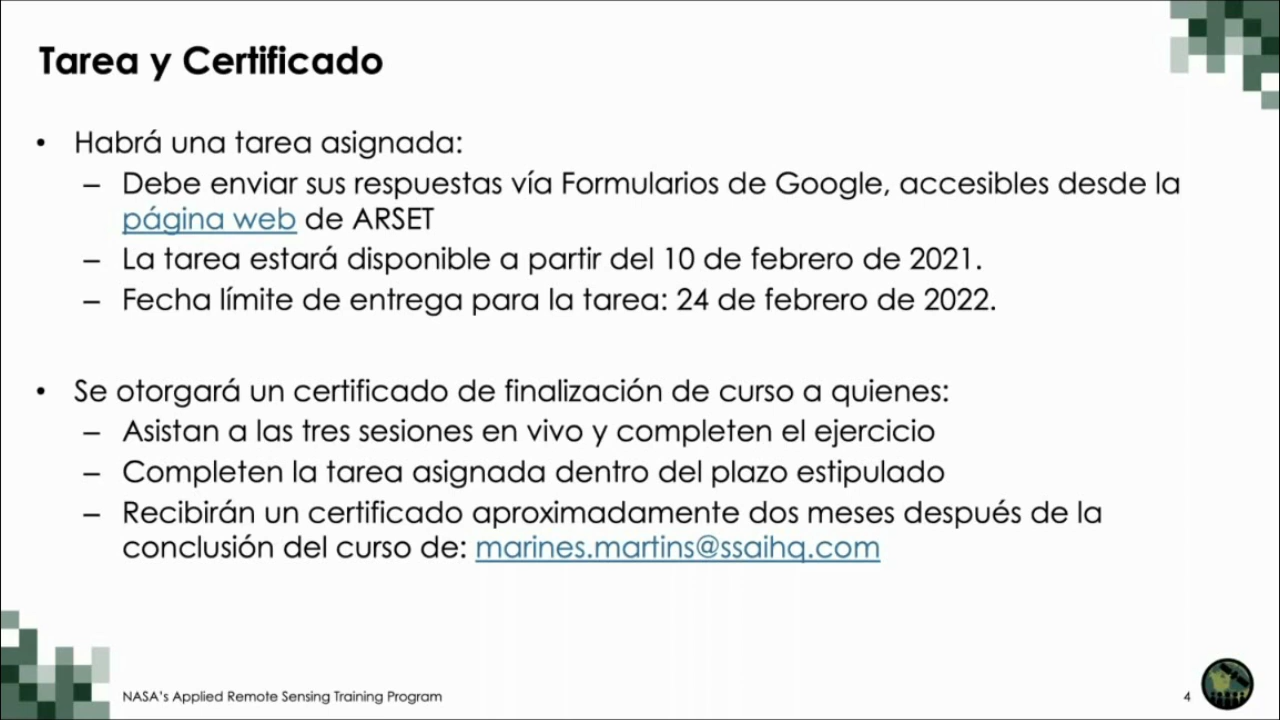 Tarea y Certificado
• Habrá una tarea asignada:
– Debe enviar sus respuestas vía Formularios de Google, accesibles desde la
página web de ARSET
– La tarea estará disponible a partir del 10 de febrero de 2021.
– Fecha límite de entrega para la tarea: 24 de febrero de 2022.
• Se otorgará un certificado de finalización de curso a quienes:
– Asistan a las tres sesiones en vivo y completen el ejercicio
– Completen la tarea asignada dentro del plazo estipulado
– Recibirán un certificado aproximadamente dos meses después de la
conclusión del curso de: marines.martins@ssaihq.com
NASA's Applied Remote Sensing Training Program
4